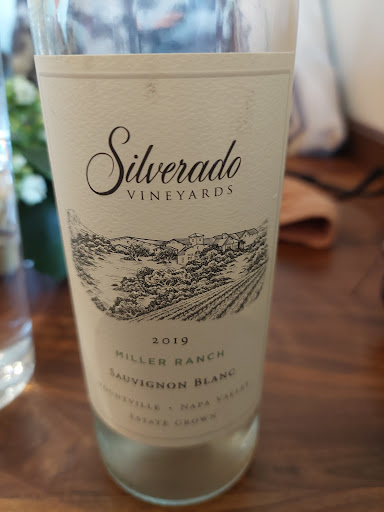 Silverado
VINEYARDS
2019
MILLER RANCH
SAUVIGNON BLANC
YOUNTVILLE • NAPA VALLEY
ESTATE GROWN